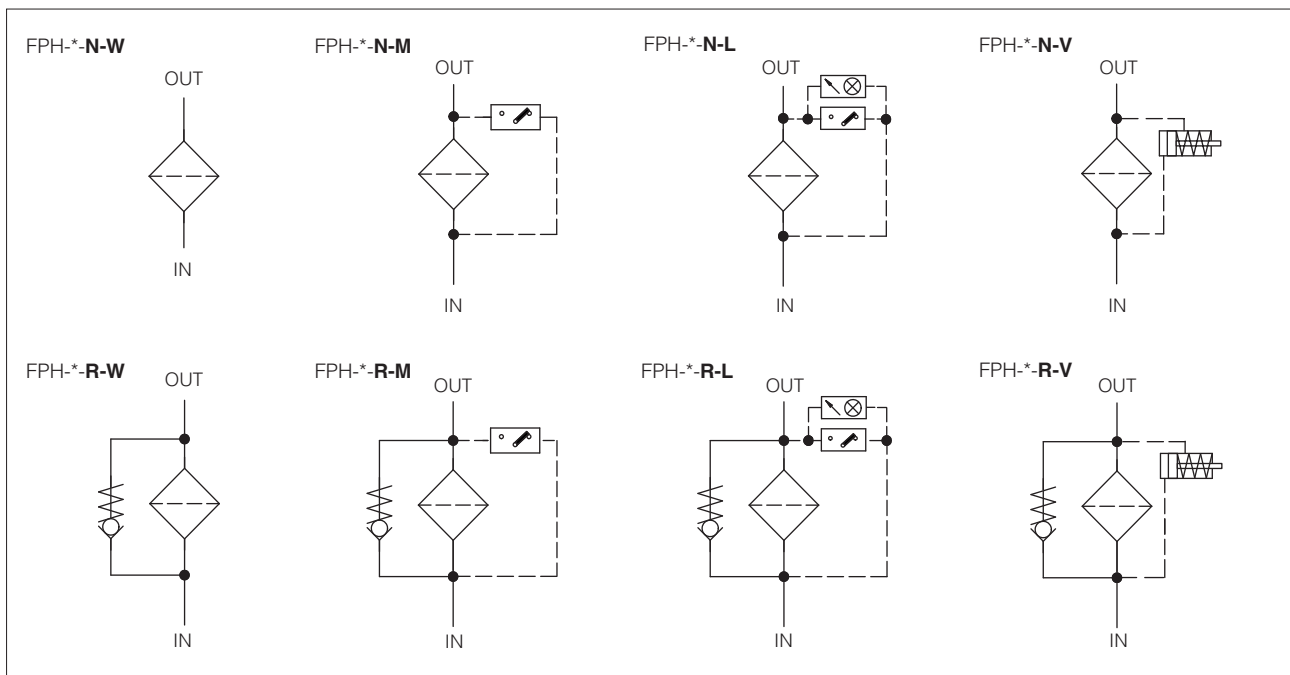 FPH-*-N-W
OUT
IN
FPH-*-N-M
OUT
IN
FPH-*-N-L
OUT
IN
FPH-*-N-V
OUT
IN
FPH-*-R-W
OUT
IN
FPH-*-R-M
OUT
IN
FPH-*-R-L
OUT
IN
FPH-*-R-V
OUT
IN